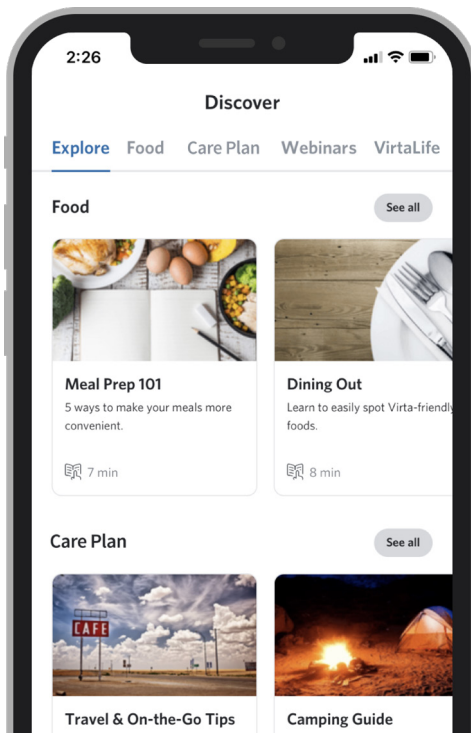 2:26
Discover
Explore Food Care Plan Webinars VirtaLife
Food
See all
Meal Prep 101
5 ways to make your meals more
convenient.
7 min
Dining Out
Learn to easily spot Virta-friendly
foods.
8 min
Care Plan
See all
CAFE
Travel & On-the-Go Tips
Camping Guide